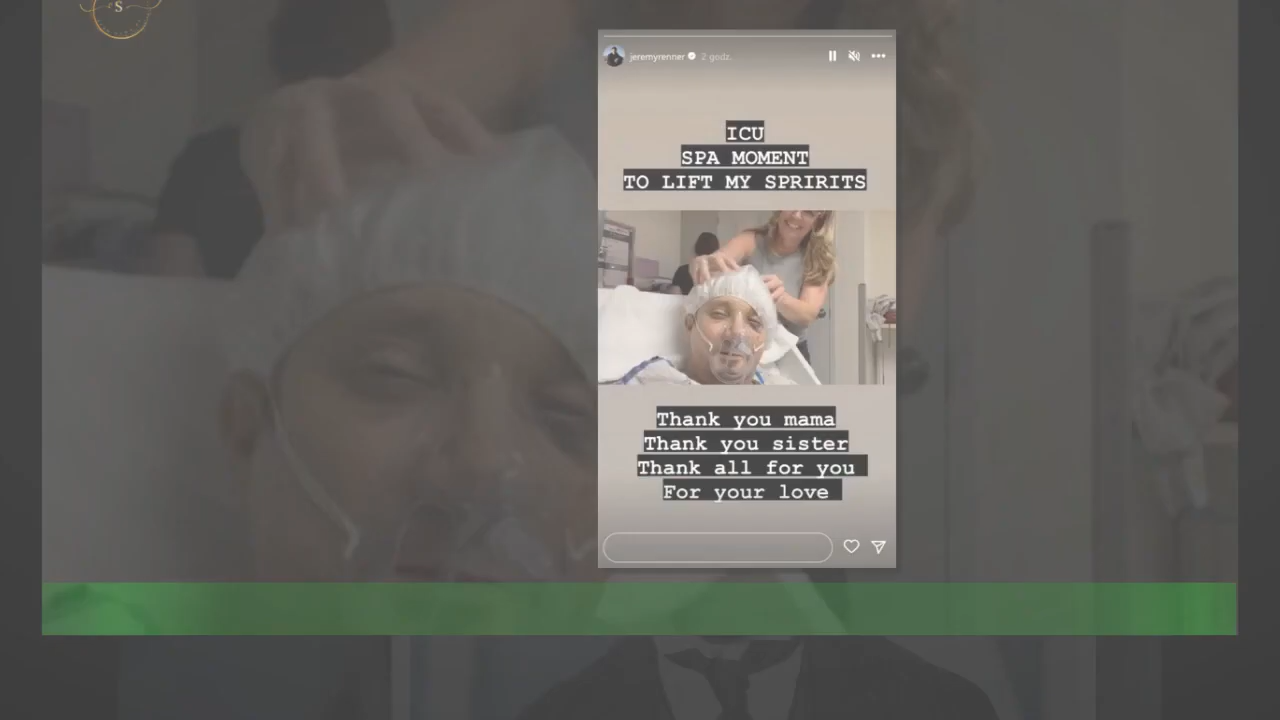 S
jeremyrenner 2 godz.
ICU
SPA MOMENT
TO LIFT MY SPRIRITS
Thank you mama
Thank you sister
Thank all for you
For your love